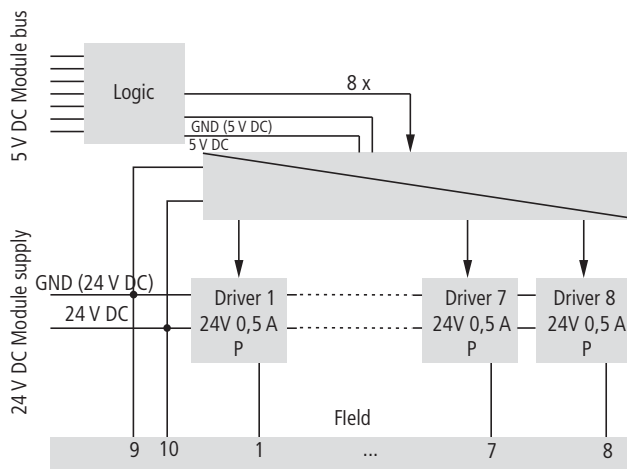 5 V DC Module bus
Logic
8 x
GND (5 V DC)
5 V DC
24 V DC Module supply
GND (24 V DC)
24 V DC
Driver 1
24V 0,5 A
P
Driver 7
24V 0,5 A
P
Driver 8
24V 0,5 A
P
FIeld
9
10
1
...
7
8